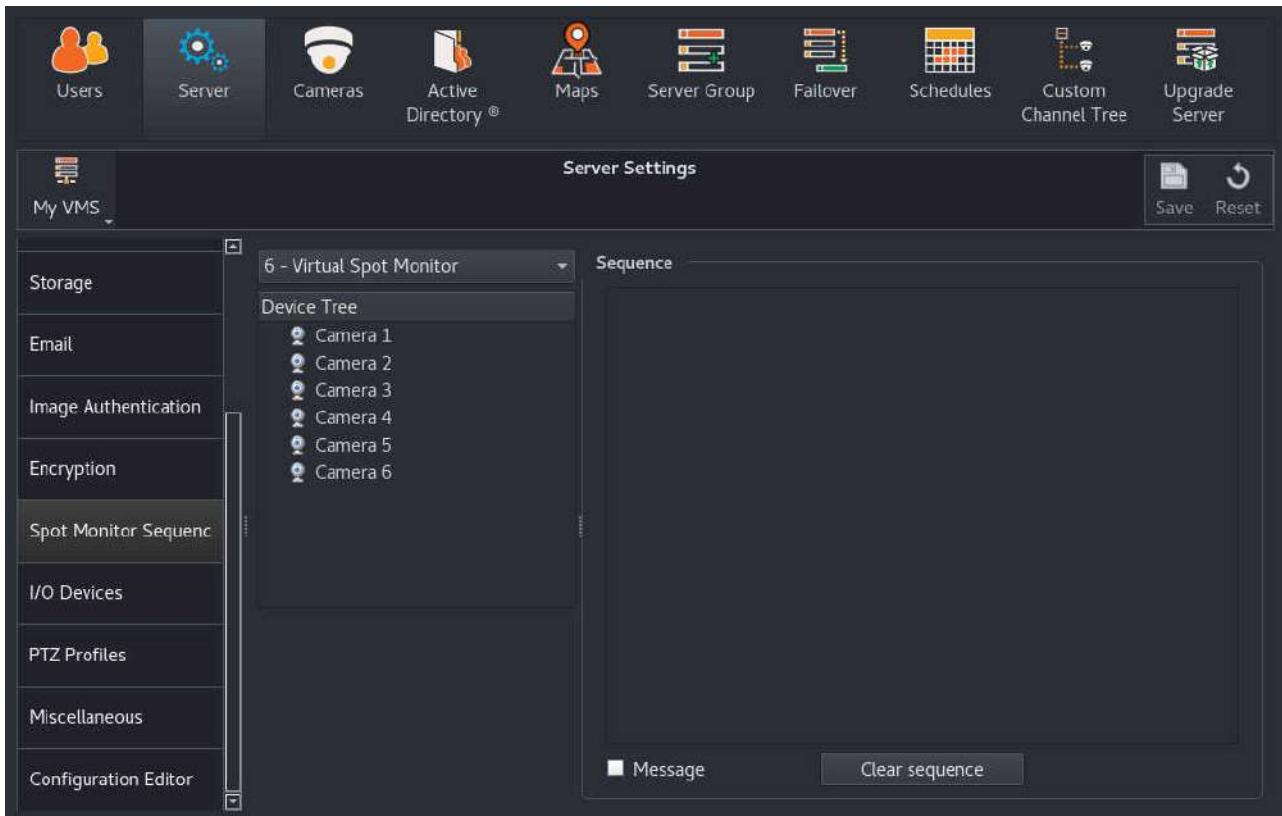 Users
Server
Cameras
Active
Directory ®
Maps
Server Group
Failover
Schedules
Custom
Channel Tree
Upgrade
Server
My VMS
Server Settings
Save
Reset
Storage
Email
Image Authentication
Encryption
Spot Monitor Sequenc
I/O Devices
PTZ Profiles
Miscellaneous
Configuration Editor
6 - Virtual Spot Monitor
Device Tree
Camera 1
Camera 2
Camera 3
Camera 4
Camera 5
Camera 6
Sequence
Message
Clear sequence